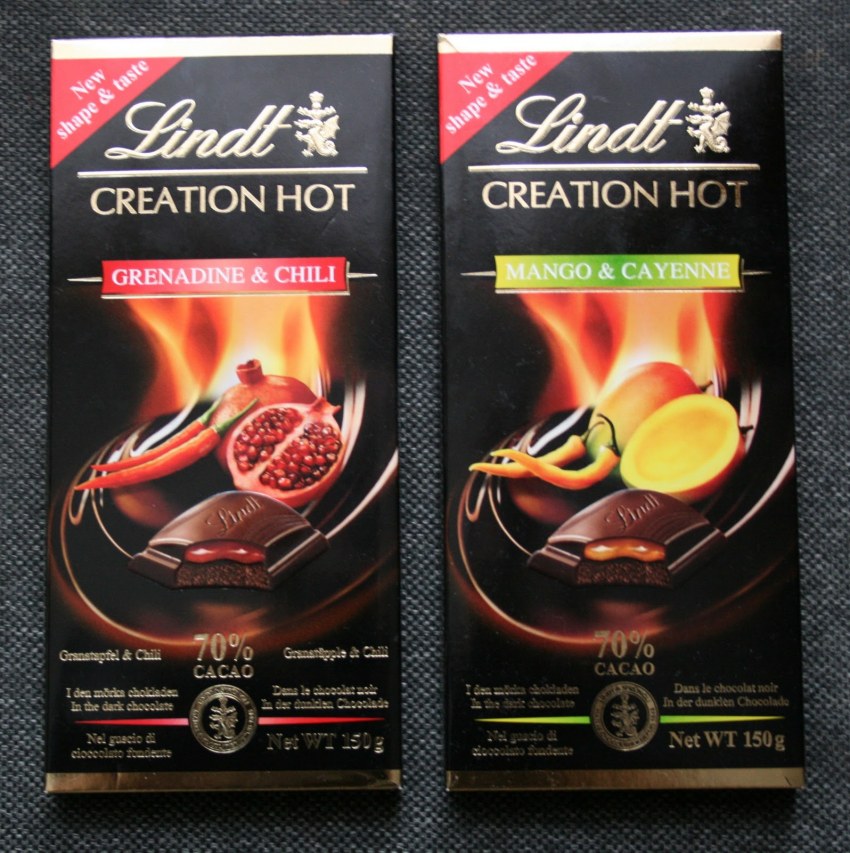 New
shape & taste
Lindt
CREATION HOT
GRENADINE & CHILI
Lindt
70%
CACAO
Granatapfel & Chili
Granatäpple & Chili
I den mörka chokladen
In the dark chocolate
Dans le chocolat noir
In der dunklen Chocolade
Nel guscio di
cioccolato fondente
Net WT 150g
New
shape & taste
Lindt
CREATION HOT
MANGO & CAYENNE
Lindt
70%
CACAO
I den mörka chokladen
In the dark chocolate
Dans le chocolat noir
In der dunklen Chocolade
Nel guscio di
cioccolato fondente
Net WT 150g